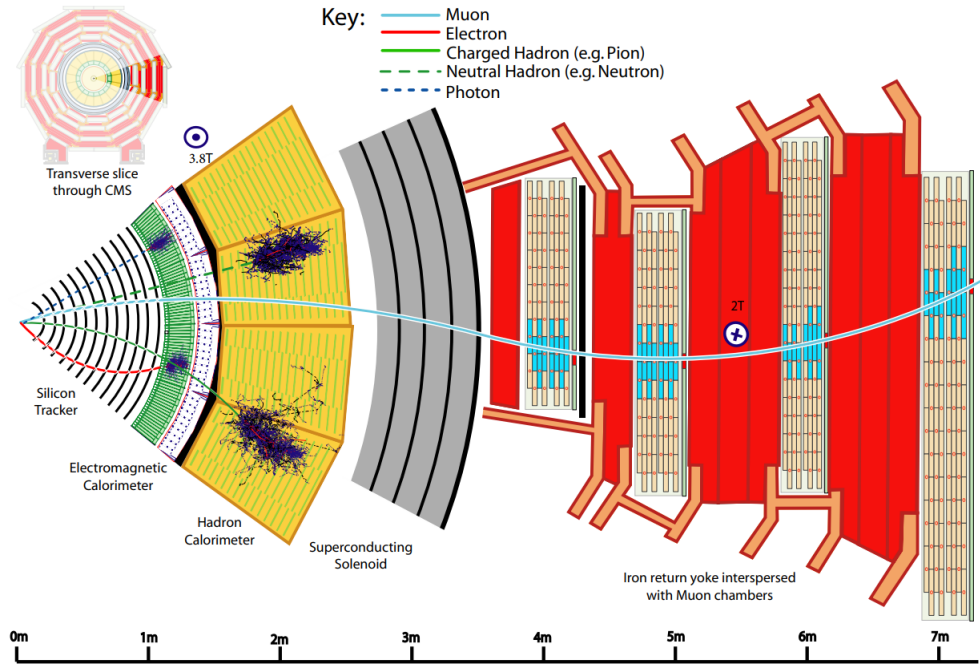 Key:
Muon
Electron
Charged Hadron (e.g. Pion)
Neutral Hadron (e.g. Neutron)
Photon
Transverse slice
through CMS
3.8T
2T
Silicon
Tracker
Electromagnetic
Calorimeter
Hadron
Calorimeter
Superconducting
Solenoid
Iron return yoke interspersed
with Muon chambers
0m
1m
2m
3m
4m
5m
6m
7m